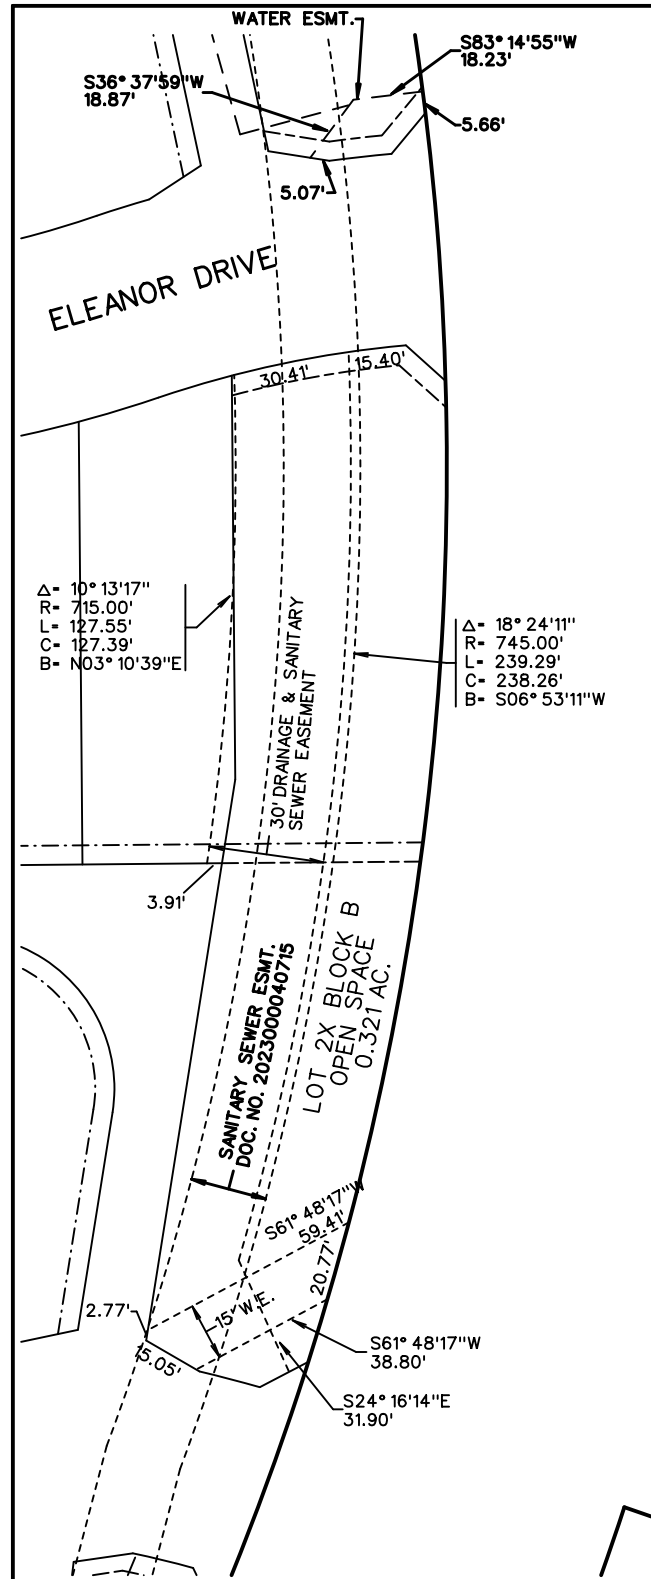 WATER ESMT.
S83° 14'55"W
18.23'
S36° 37'59"W
18.87'
5.66'
5.07'
ELEANOR DRIVE
30.41'
15.40'
Δ= 10° 13'17"
R= 715.00'
L= 127.55'
C= 127.39'
B= N03° 10'39"E
Δ= 18° 24'11"
R= 745.00'
L= 239.29'
C= 238.26'
B= S06° 53'11"W
30' DRAINAGE & SANITARY
SEWER EASEMENT
3.91'
SANITARY SEWER ESMT.
DOC. NO. 2023000040715
LOT 2X BLOCK B
OPEN SPACE
0.321 AC.
S61° 48'17"W
59.41'
20.77'
2.77'
15' W.E.
15.05'
S61° 48'17"W
38.80'
S24° 16'14"E
31.90'